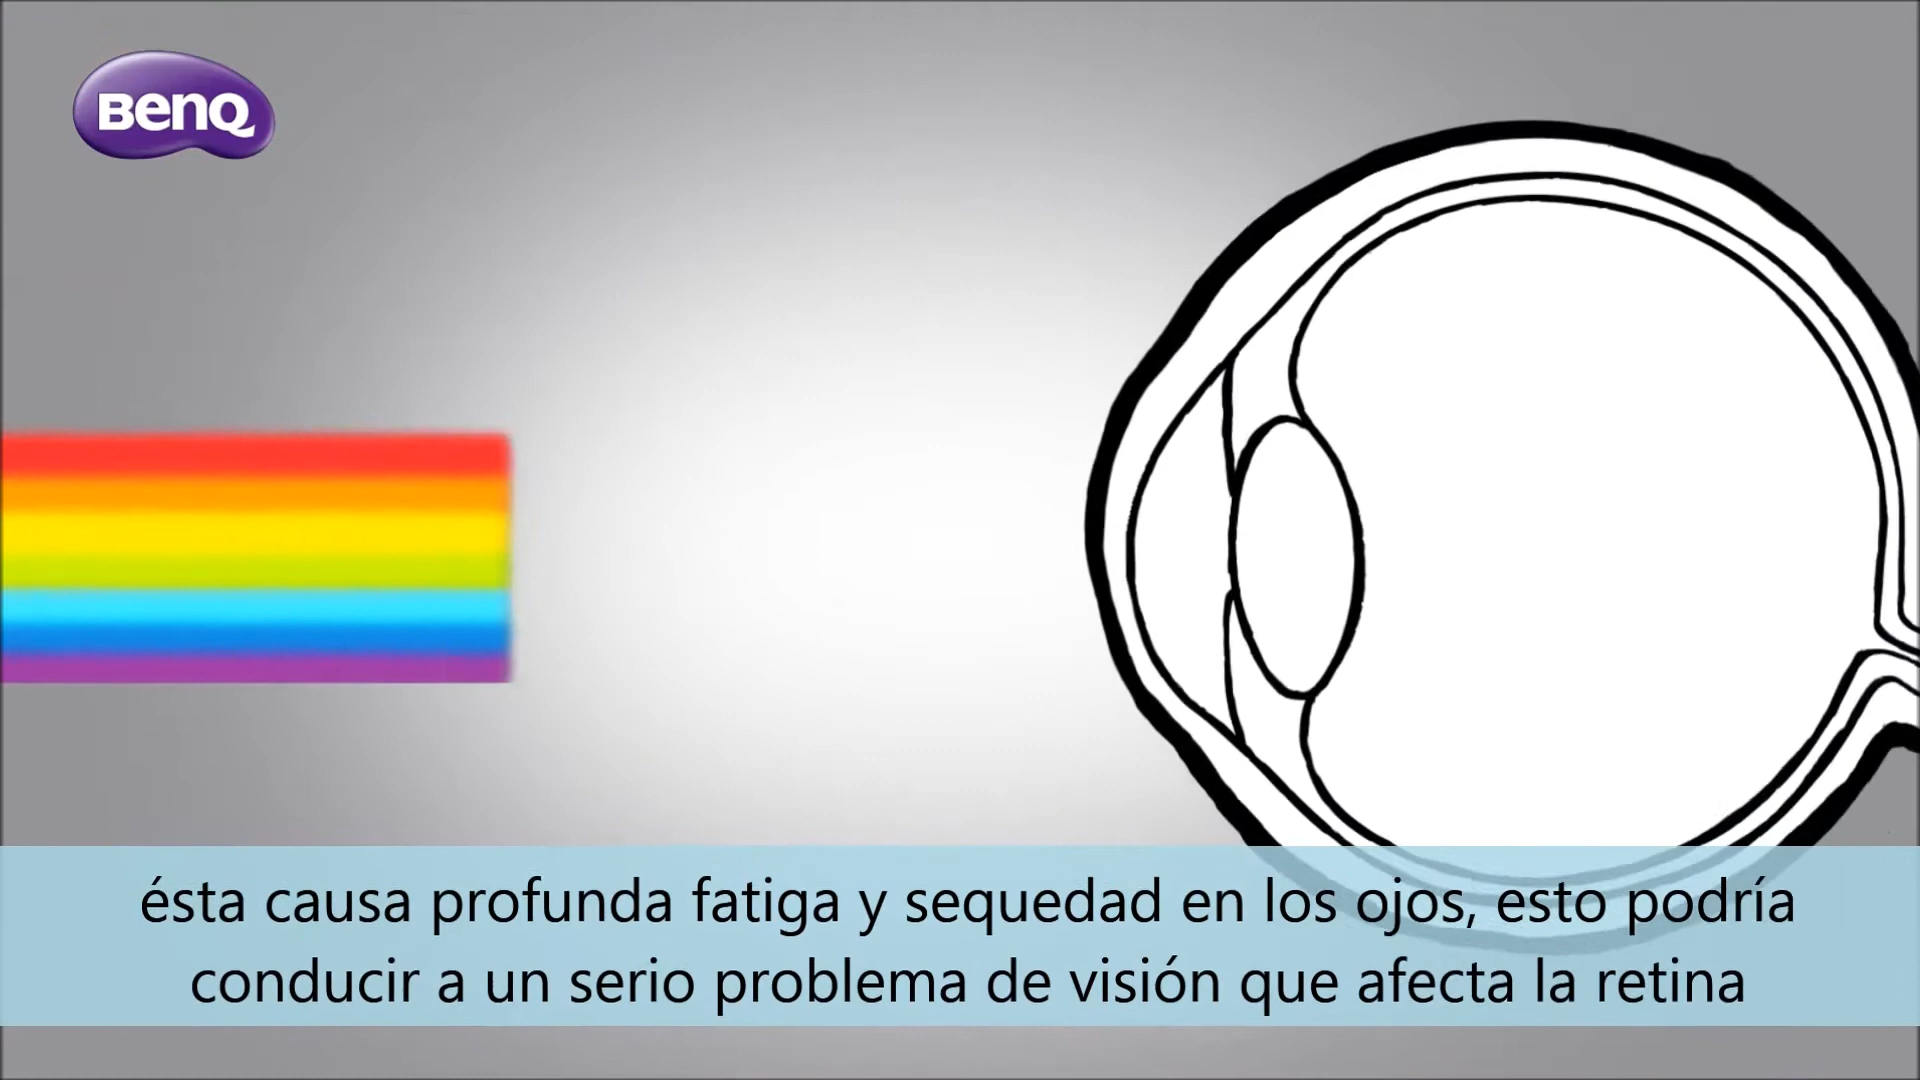 BenQ
ésta causa profunda fatiga y sequedad en los ojos, esto podría
conducir a un serio problema de visión que afecta la retina